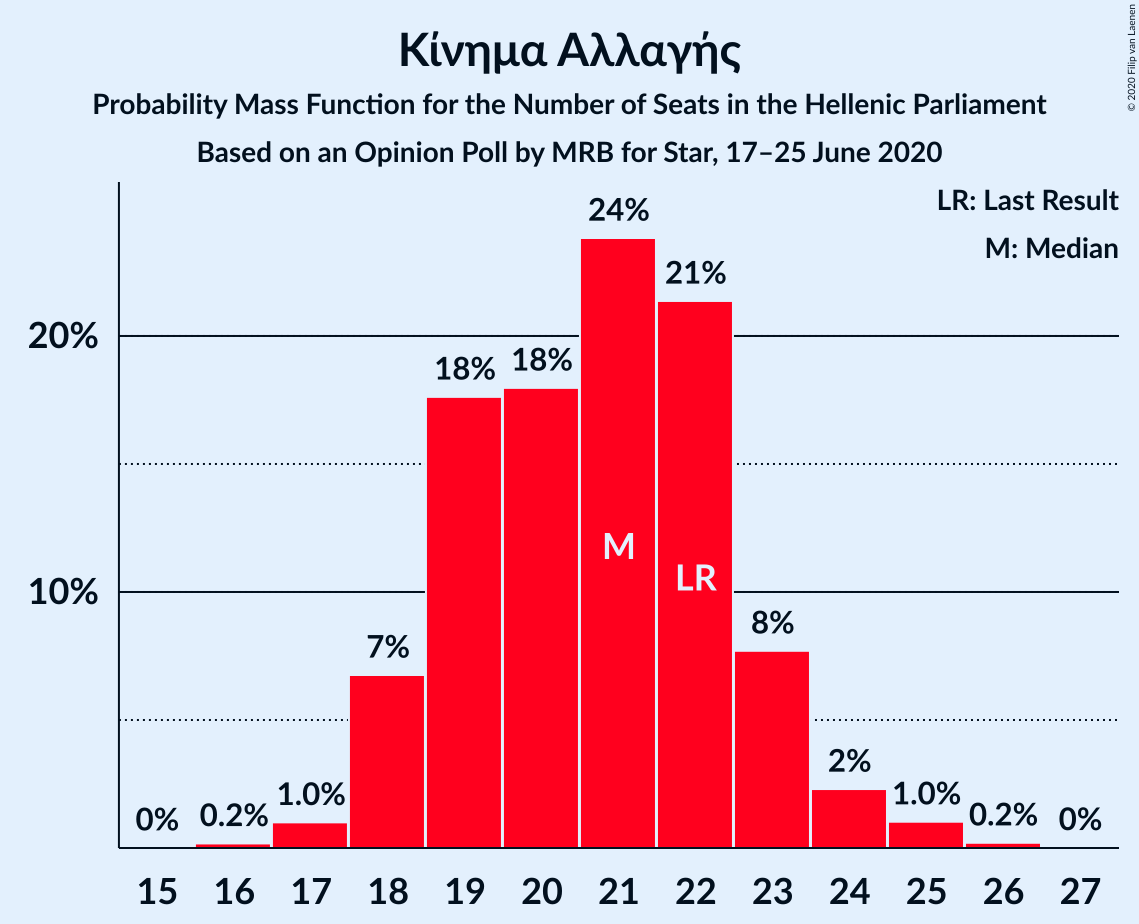 Κίνημα Αλλαγής
Probability Mass Function for the Number of Seats in the Hellenic Parliament
Based on an Opinion Poll by MRB for Star, 17–25 June 2020
© 2020 Filip van Laenen
LR: Last Result
M: Median
20%
10%
0%
0.2%
1.0%
7%
18%
18%
24%
21%
8%
2%
1.0%
0.2%
0%
M
LR
15 16 17 18 19 20 21 22 23 24 25 26 27